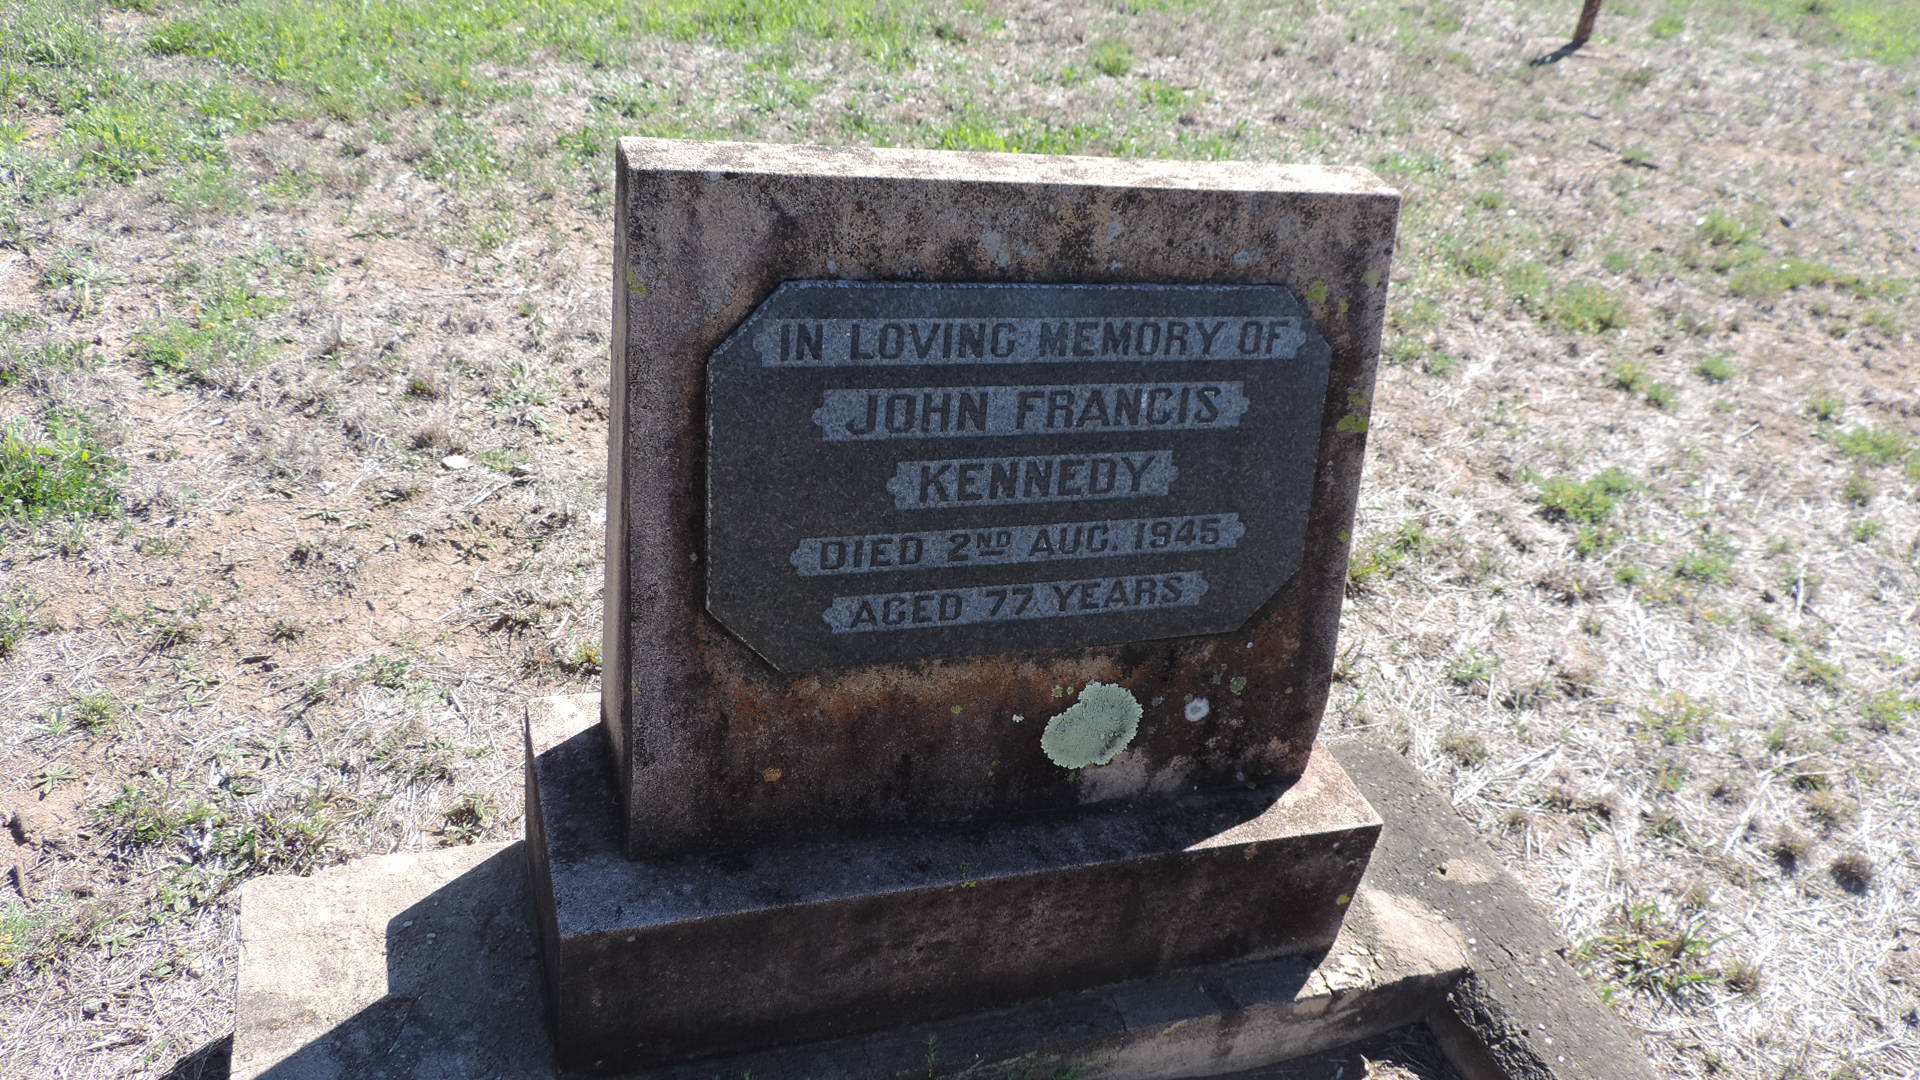 IN LOVING MEMORY OF
JOHN FRANCIS
KENNEDY
DIED 2ND AUG. 1945
AGED 77 YEARS